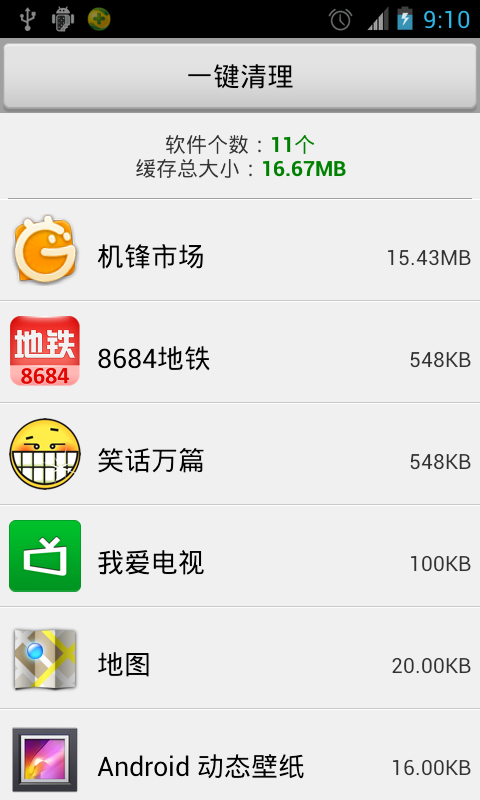 9:10
一键清理
软件个数：11个
缓存总大小：16.67MB
机锋市场 15.43MB
地铁
8684
8684地铁 548KB
笑话万篇 548KB
我爱电视 100KB
地图 20.00KB
Android 动态壁纸 16.00KB